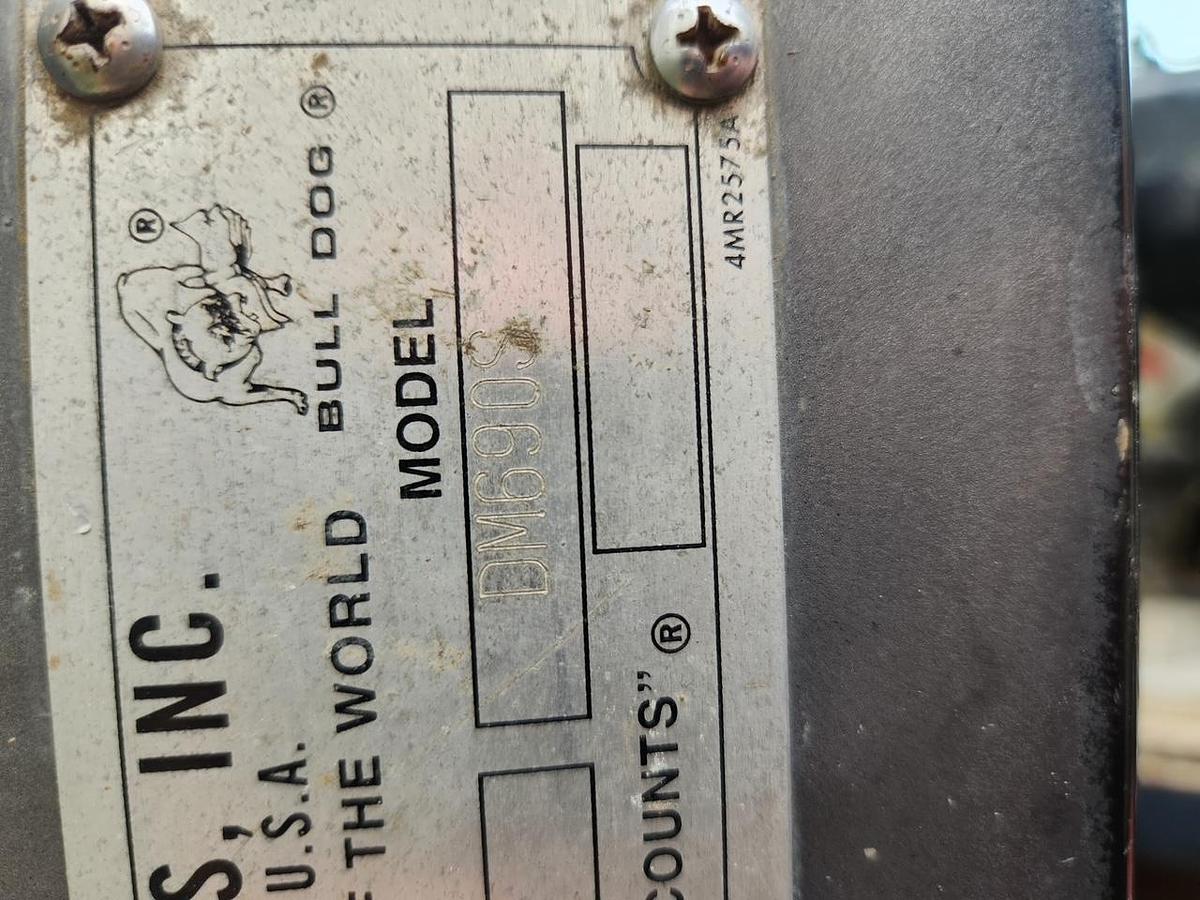 ®
BULL DOG®
S, INC.
U.S.A.
THE WORLD
MODEL
DM690S
COUNTS” ®
4MR2575A